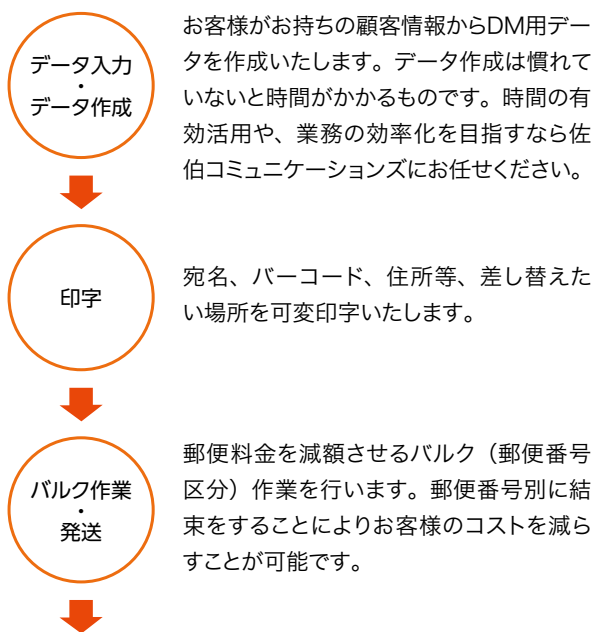 データ入力
・
データ作成
お客様がお持ちの顧客情報からDM用デー
タを作成いたします。データ作成は慣れて
いないと時間がかかるものです。時間の有
効活用や、業務の効率化を目指すなら佐
伯コミュニケーションズにお任せください。
印字
宛名、バーコード、住所等、差し替えた
い場所を可変印字いたします。
バルク作業
・
発送
郵便料金を減額させるバルク（郵便番号
区分）作業を行います。郵便番号別に結
束をすることによりお客様のコストを減ら
すことが可能です。